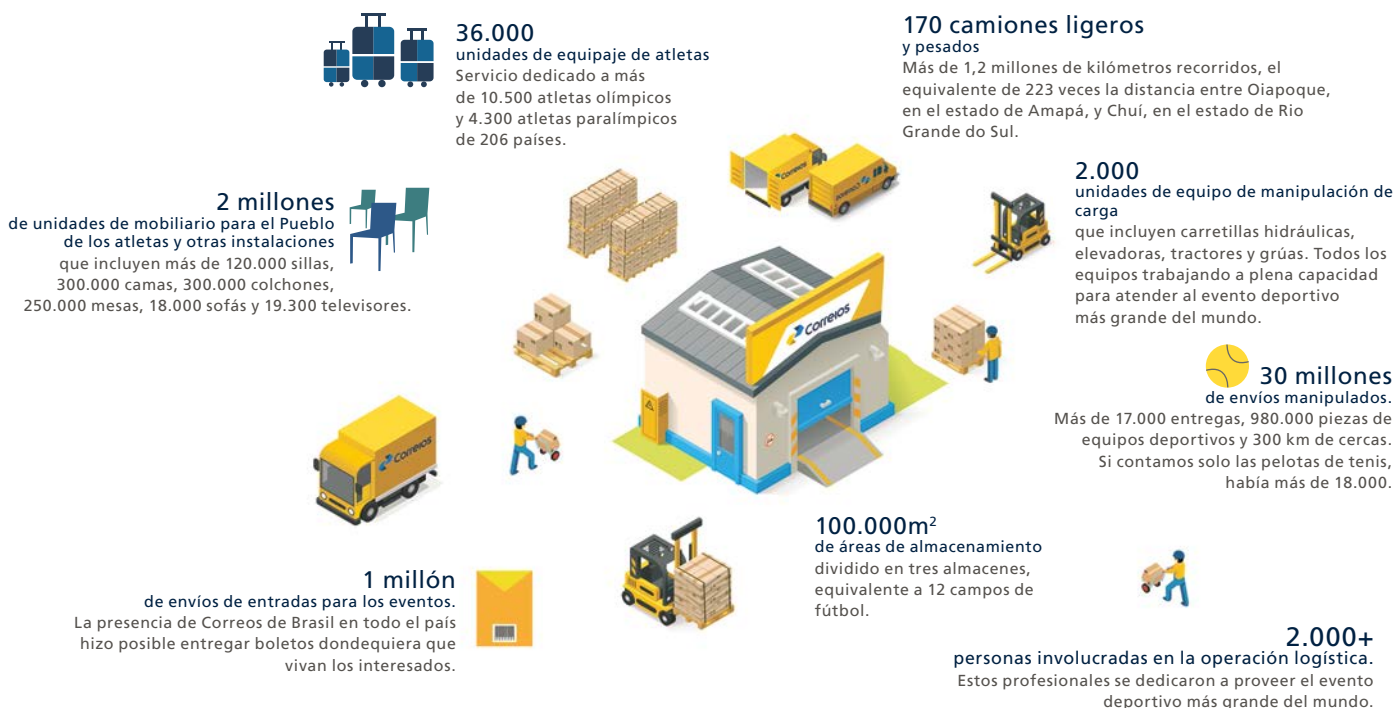 36.000
unidades de equipaje de atletas
Servicio dedicado a más
de 10.500 atletas olímpicos
y 4.300 atletas paralímpicos
de 206 países.
170 camiones ligeros
y pesados
Más de 1,2 millones de kilómetros recorridos, el
equivalente de 223 veces la distancia entre Oiapoque,
en el estado de Amapá, y Chuí, en el estado de Rio
Grande do Sul.
Correios
Correios
2 millones
de unidades de mobiliario para el Pueblo
de los atletas y otras instalaciones
que incluyen más de 120.000 sillas,
300.000 camas, 300.000 colchones,
250.000 mesas, 18.000 sofás y 19.300 televisores.
2.000
unidades de equipo de manipulación de
carga
que incluyen carretillas hidráulicas,
elevadoras, tractores y grúas. Todos los
equipos trabajando a plena capacidad
para atender al evento deportivo
más grande del mundo.
Correios
30 millones
de envíos manipulados.
Más de 17.000 entregas, 980.000 piezas de
equipos deportivos y 300 km de cercas.
Si contamos solo las pelotas de tenis,
había más de 18.000.
Correios
100.000m²
de áreas de almacenamiento
dividido en tres almacenes,
equivalente a 12 campos de
fútbol.
1 millón
de envíos de entradas para los eventos.
La presencia de Correos de Brasil en todo el país
hizo posible entregar boletos dondequiera que
vivan los interesados.
2.000+
personas involucradas en la operación logística.
Estos profesionales se dedicaron a proveer el evento
deportivo más grande del mundo.